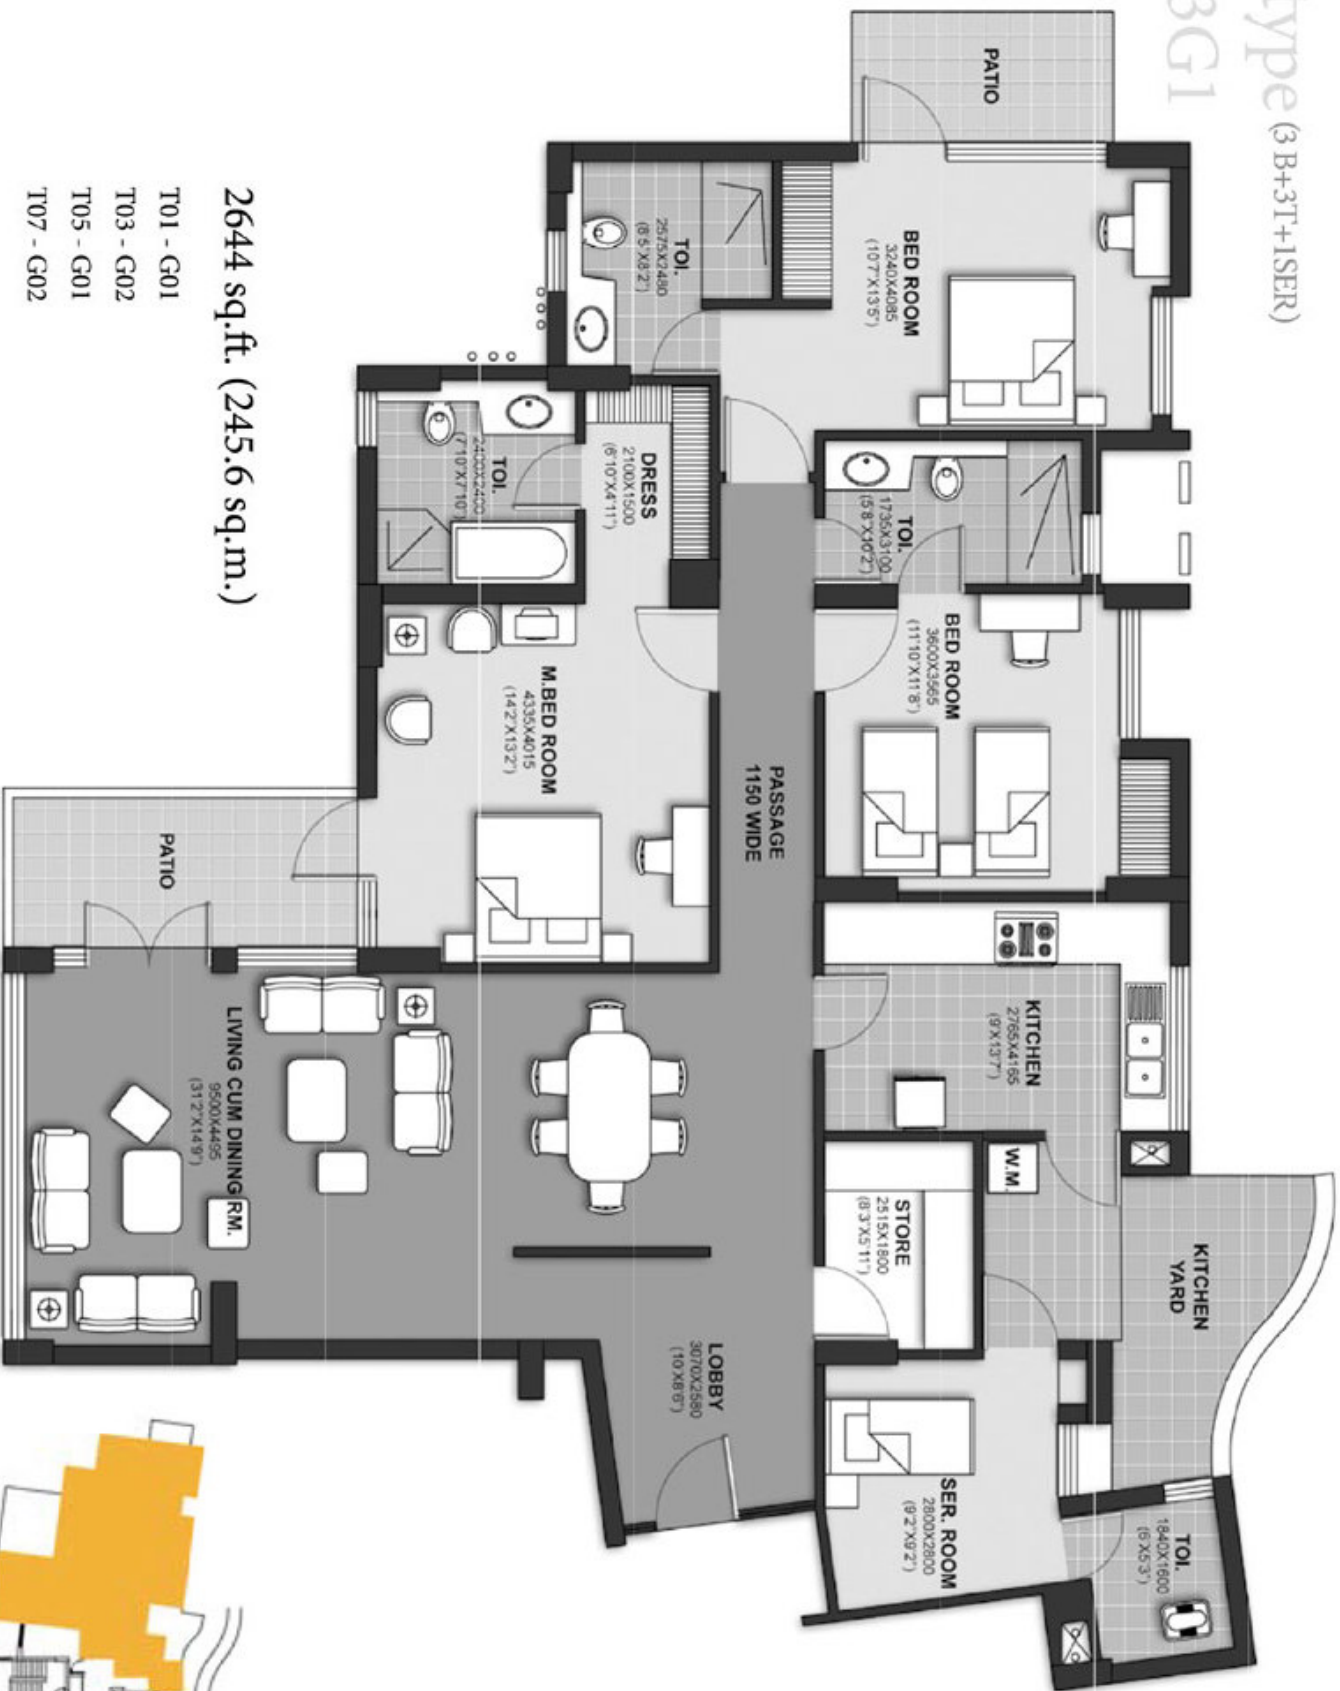 type (3 B+3T+1SER)
3G1
PATIO
BED ROOM
3240X4085
(10'7"X13'5")
TOI.
2575X2480
(8'5"X8'2")
TOI.
1735X3100
(5'8"X10'2")
DRESS
2100X1500
(6'10"X4'11")
TOI.
2400X2400
(7'10"X7'10")
BED ROOM
3600X3565
(11'10"X11'8")
M.BED ROOM
4335X4015
(14'2"X13'2")
PASSAGE
1150 WIDE
PATIO
KITCHEN
2765X4165
(9'X13'7")
LIVING CUM DINING RM.
9500X4495
(31'2"X14'9")
W.M.
STORE
2515X1800
(8'3"X5'11")
KITCHEN
YARD
LOBBY
3070X2580
(10'X8'6")
SER. ROOM
2800X2800
(9'2"X9'2")
TOI.
1840X1600
(6'X5'3")
2644 sq.ft. (245.6 sq.m.)
T01 - G01
T03 - G02
T05 - G01
T07 - G02